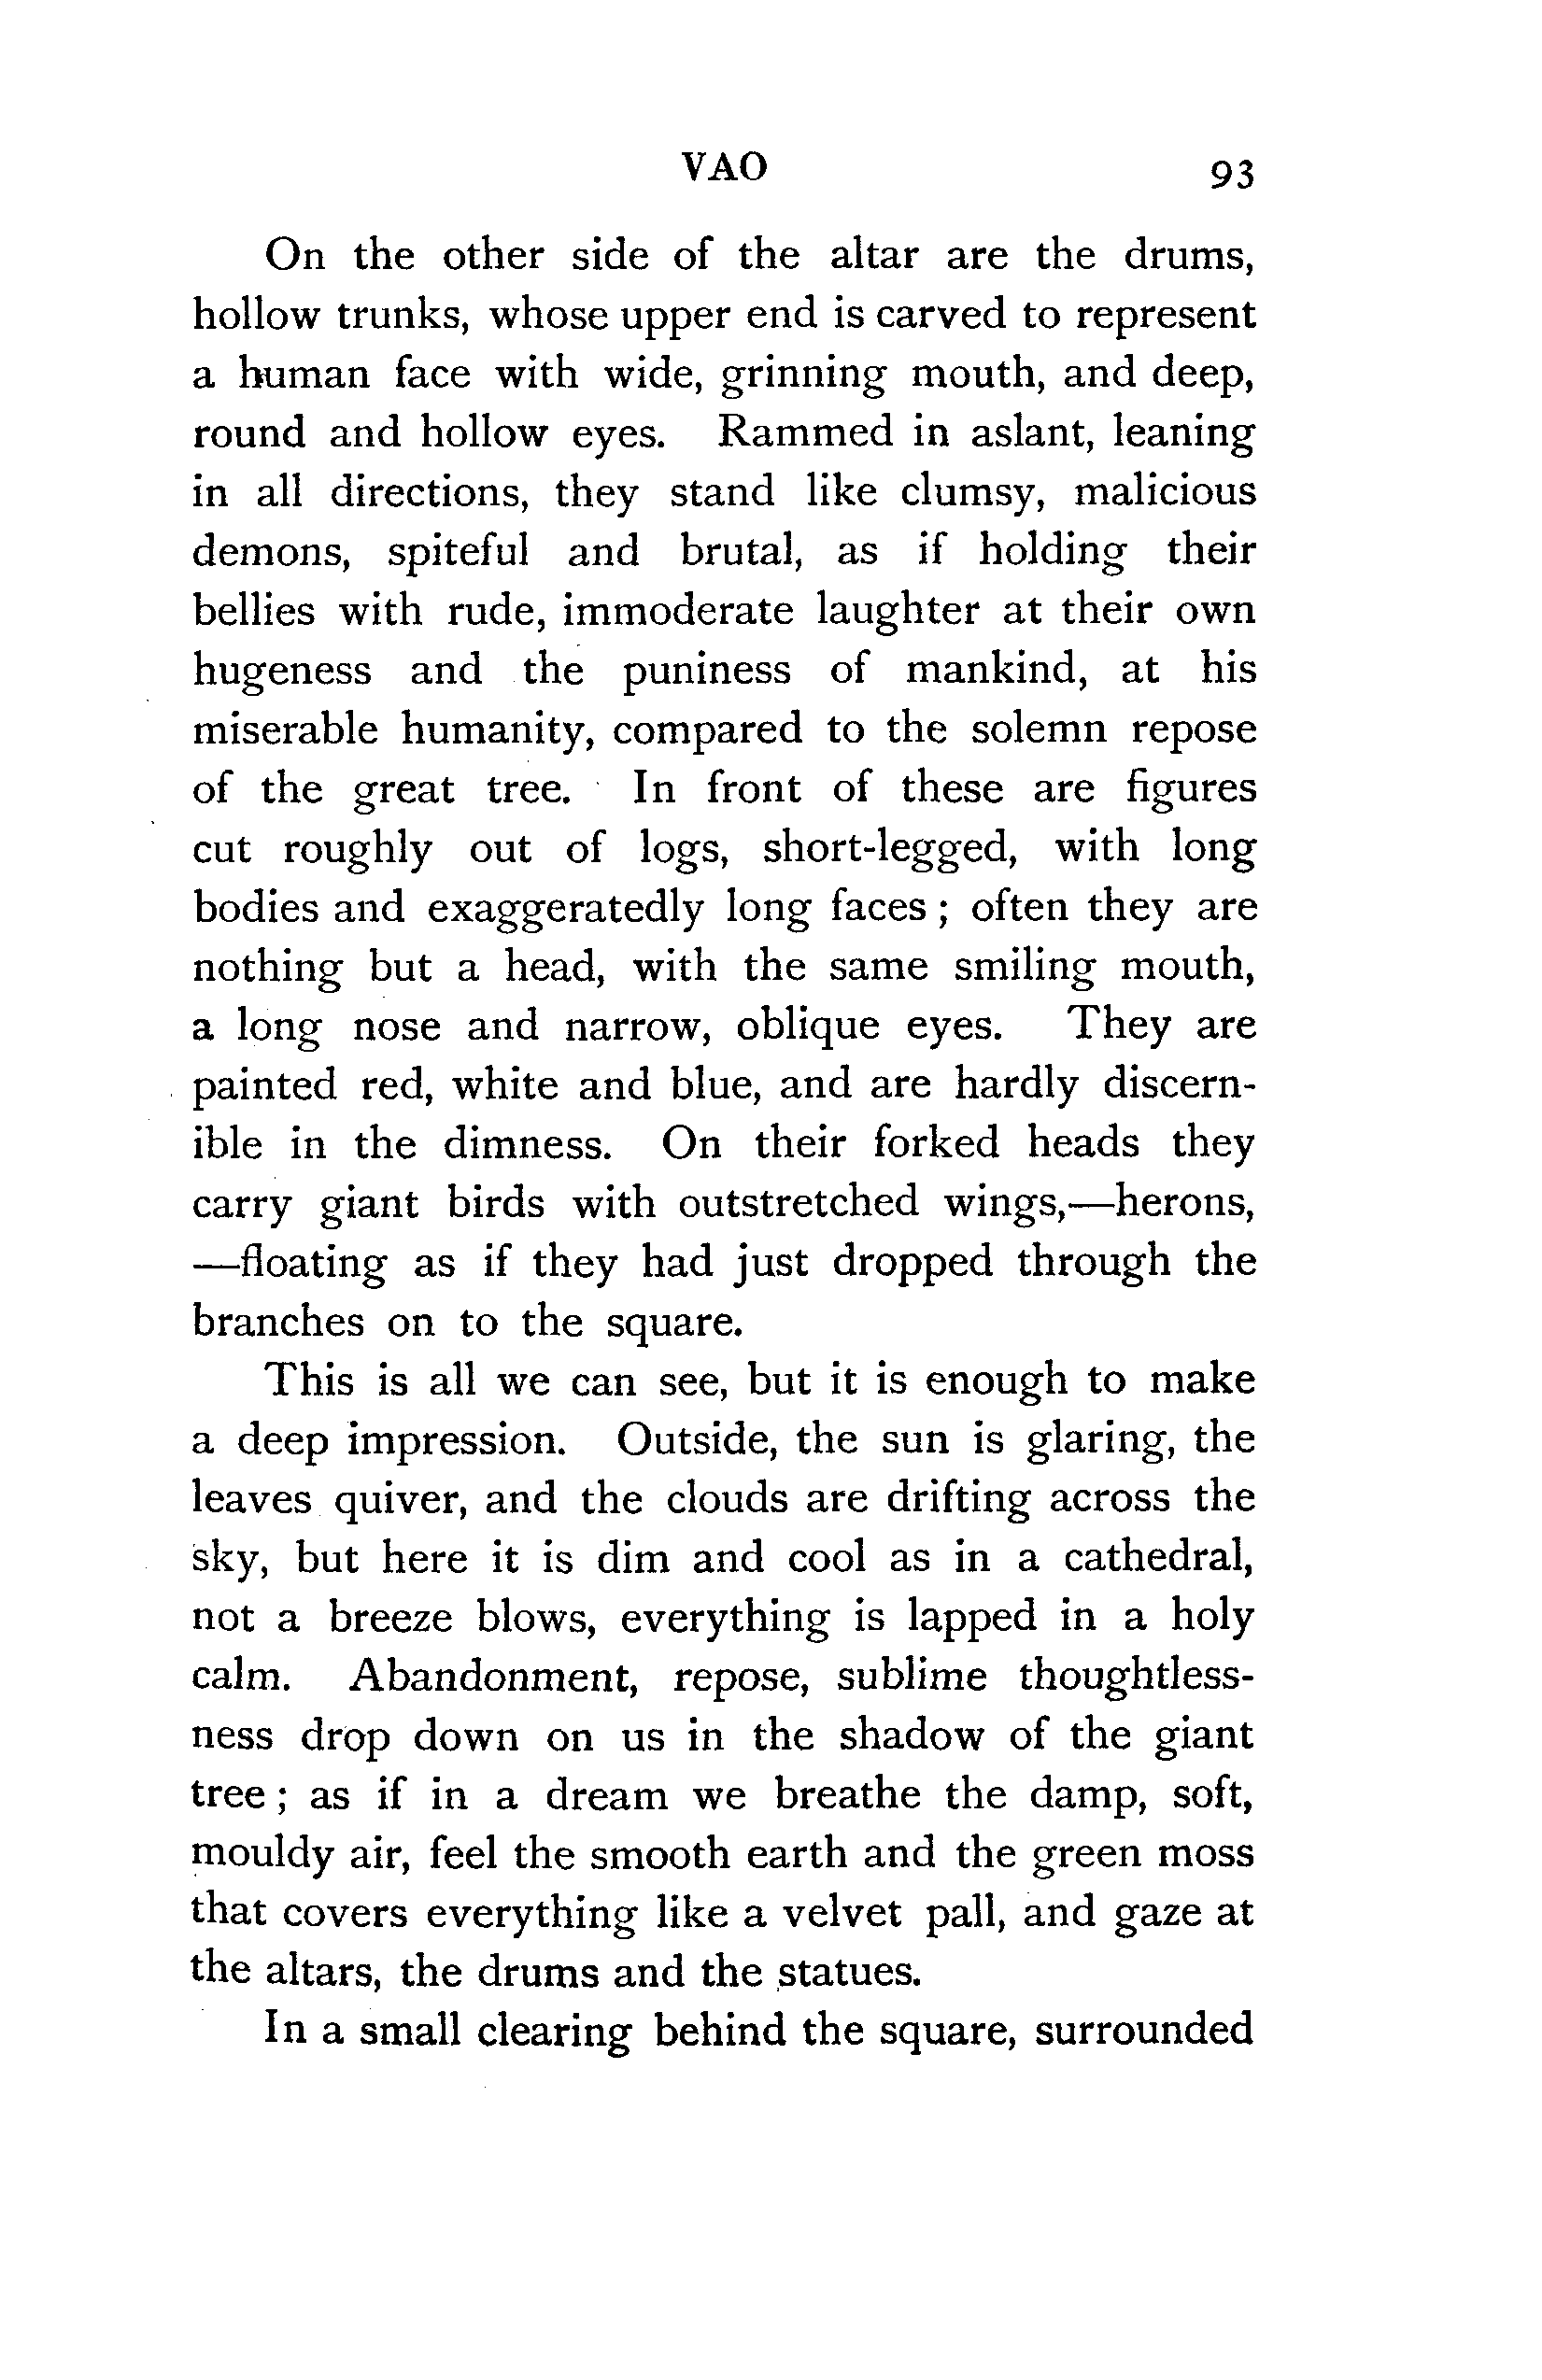 VAO 93
On the other side of the altar are the drums,
hollow trunks, whose upper end is carved to represent
a human face with wide, grinning mouth, and deep,
round and hollow eyes. Rammed in aslant, leaning
in all directions, they stand like clumsy, malicious
demons, spiteful and brutal, as if holding their
bellies with rude, immoderate laughter at their own
hugeness and the puniness of mankind, at his
miserable humanity, compared to the solemn repose
of the great tree. In front of these are figures
cut roughly out of logs, short-legged, with long
bodies and exaggeratedly long faces; often they are
nothing but a head, with the same smiling mouth,
a long nose and narrow, oblique eyes. They are
painted red, white and blue, and are hardly discern-
ible in the dimness. On their forked heads they
carry giant birds with outstretched wings,—herons,
—floating as if they had just dropped through the
branches on to the square.
This is all we can see, but it is enough to make
a deep impression. Outside, the sun is glaring, the
leaves quiver, and the clouds are drifting across the
sky, but here it is dim and cool as in a cathedral,
not a breeze blows, everything is lapped in a holy
calm. Abandonment, repose, sublime thoughtless-
ness drop down on us in the shadow of the giant
tree; as if in a dream we breathe the damp, soft,
mouldy air, feel the smooth earth and the green moss
that covers everything like a velvet pall, and gaze at
the altars, the drums and the statues.
In a small clearing behind the square, surrounded